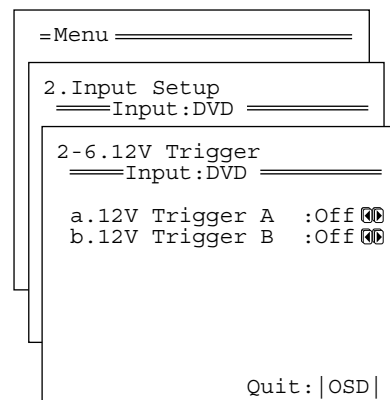 =Menu
2.Input Setup
Input:DVD
2-6.12V Trigger
Input:DVD
a.12V Trigger A :Off
b.12V Trigger B :Off
Quit:|OSD|